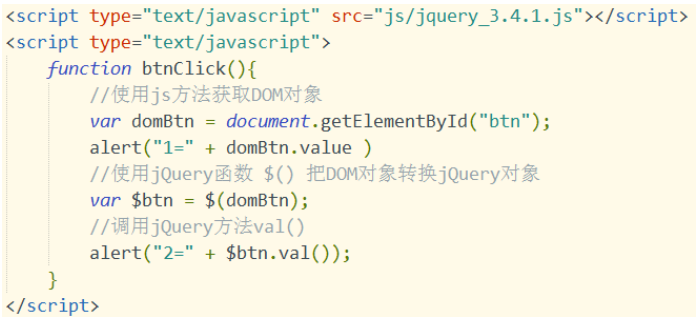 <script type="text/javascript" src="js/jquery_3.4.1.js"></script>
<script type="text/javascript">
function btnClick(){
//使用js方法获取DOM对象
var domBtn = document.getElementById("btn");
alert("1=" + domBtn.value )
//使用jQuery函数 $() 把DOM对象转换jQuery对象
var $btn = $(domBtn);
//调用jQuery方法val()
alert("2=" + $btn.val());
}
</script>